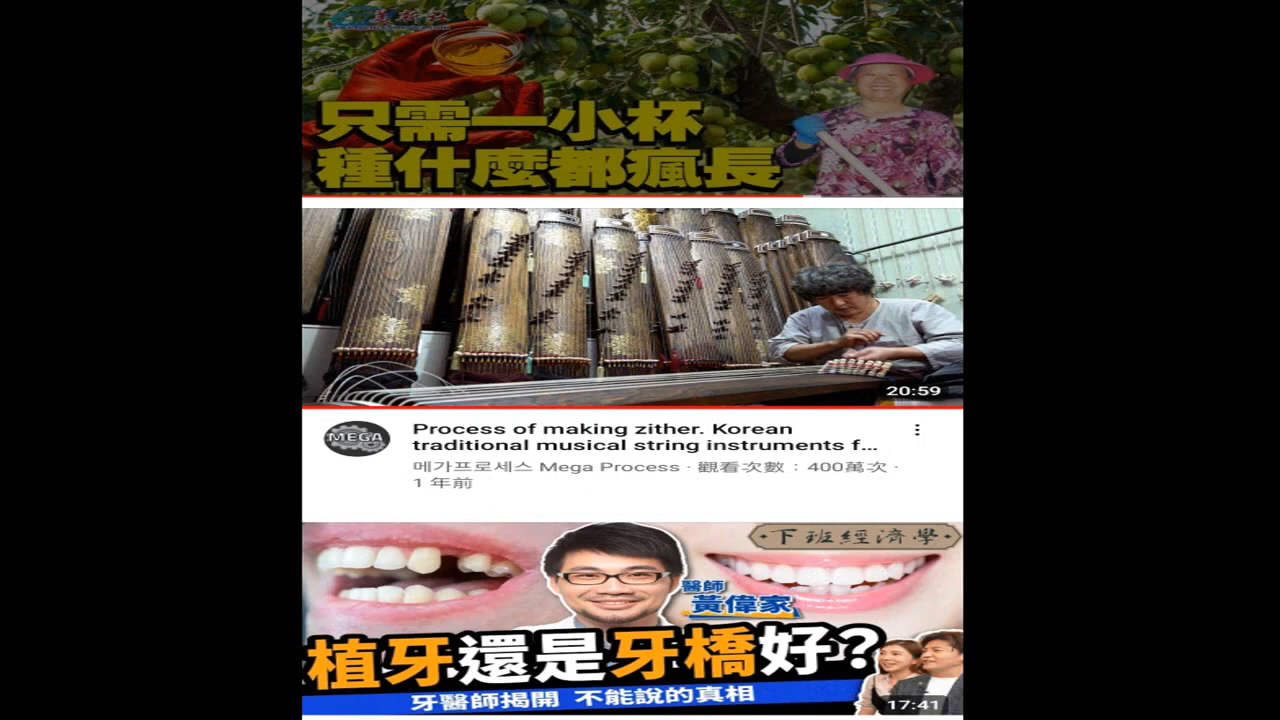 只需一小杯
種什麼都瘋長
20:59
MEGA
Process of making zither. Korean
traditional musical string instruments f...
메가프로세스 Mega Process · 觀看次數：400萬次 ·
1 年前
下班經濟學
醫師
黃偉家
植牙還是牙橋好?
牙醫師揭開 不能說的真相
17:41